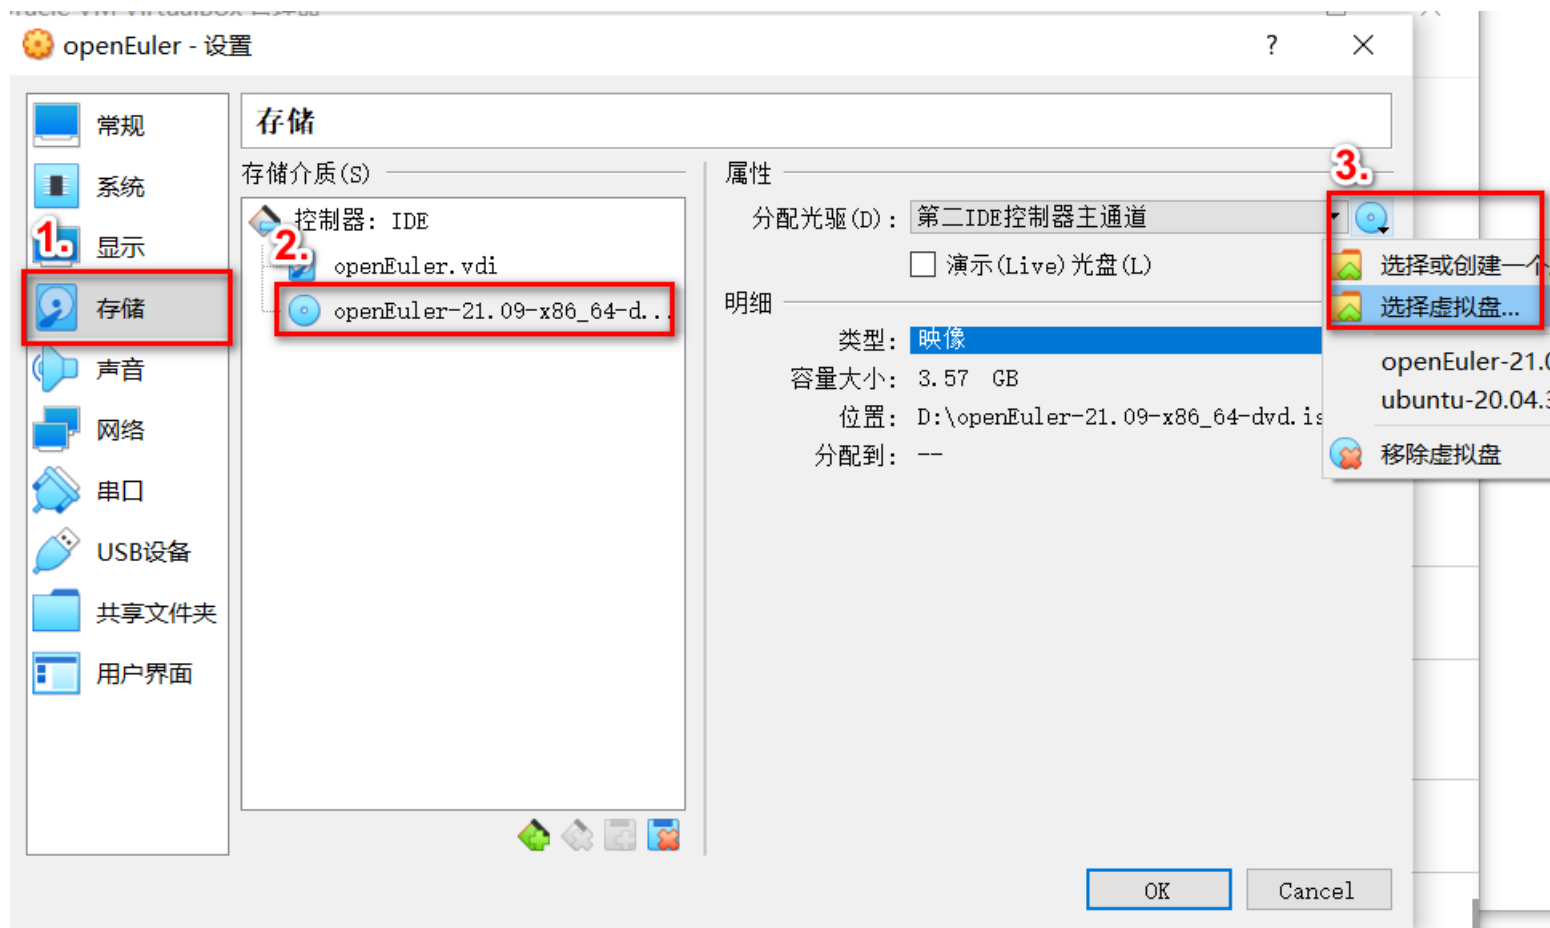 openEuler - 设置
?
常规
系统
1.
显示
存储
声音
网络
串口
USB设备
共享文件夹
用户界面
存储
存储介质(S)
控制器: IDE
2.
openEuler.vdi
openEuler-21.09-x86_64-d...
属性
3.
分配光驱(D): 第二IDE控制器主通道
演示(Live)光盘(L)
明细
类型: 映像
容量大小: 3.57 GB
位置: D:\openEuler-21.09-x86_64-dvd.is
分配到: --
选择或创建一个
选择虚拟盘...
openEuler-21.0
ubuntu-20.04.3
移除虚拟盘
OK
Cancel